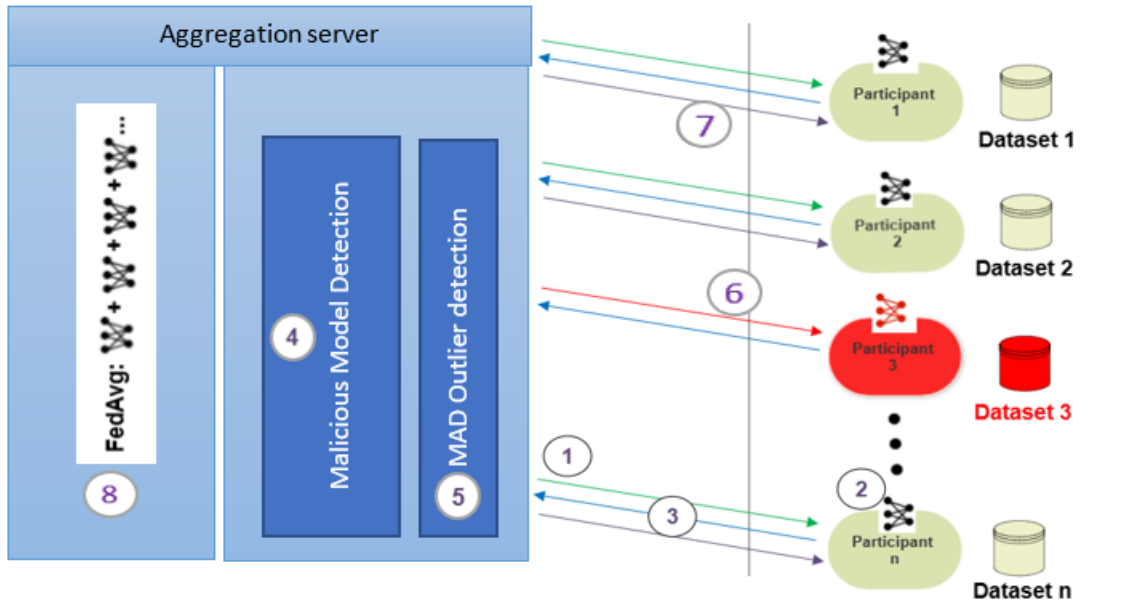 Aggregation server
FedAvg: + + + + ...
8
Malicious Model Detection
4
MAD Outlier detection
5
7
6
1
3
2
Participant
1
Dataset 1
Participant
2
Dataset 2
Participant
3
Dataset 3
Participant
n
Dataset n